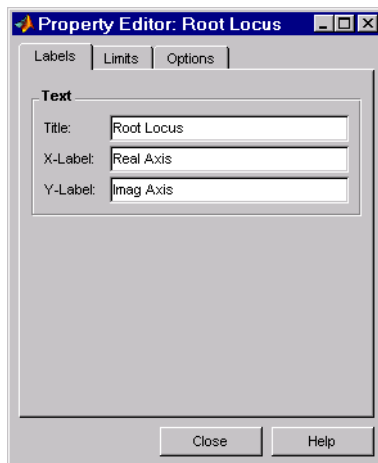 Property Editor: Root Locus
Labels Limits Options
Text
Title: Root Locus
X-Label: Real Axis
Y-Label: Imag Axis
Close Help